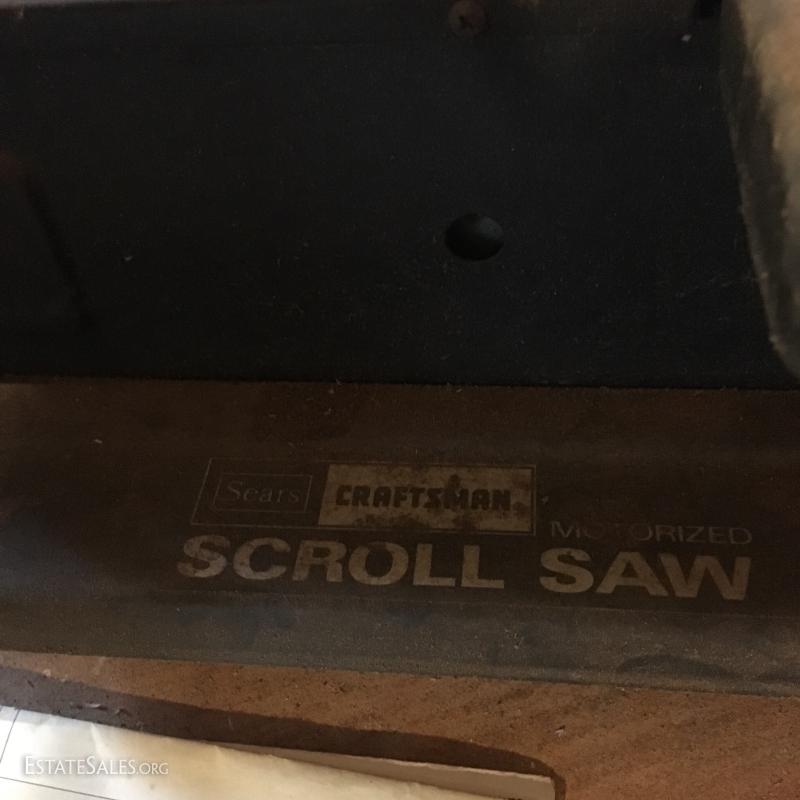 Sears CRAFTSMAN
MOTORIZED
SCROLL SAW
ESTATESALES.ORG